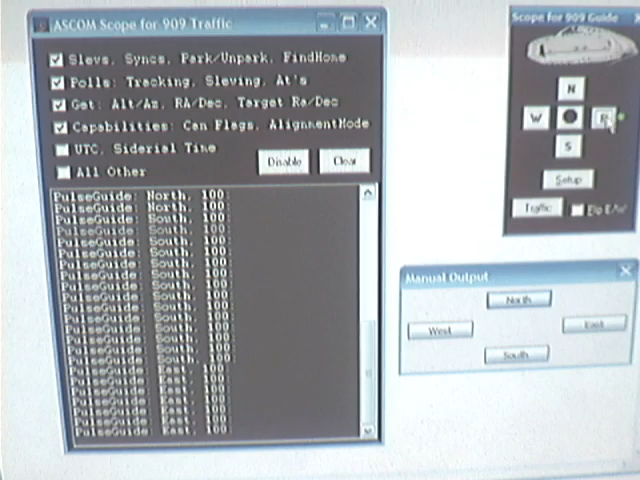 ASCOM Scope for 909 Traffic
Slews, Syncs, Park/Unpark, FindHome
Polls: Tracking, Slewing, At's
Get: Alt/Az, RA/Dec, Target Ra/Dec
Capabilities: Can Flags, AlignmentMode
UTC, Siderial Time
All Other
Disable
Clear
PulseGuide: North, 100:
PulseGuide: North, 100:
PulseGuide: South, 100:
PulseGuide: South, 100:
PulseGuide: South, 100:
PulseGuide: South, 100:
PulseGuide: South, 100:
PulseGuide: South, 100:
PulseGuide: South, 100:
PulseGuide: South, 100:
PulseGuide: South, 100:
PulseGuide: South, 100:
PulseGuide: South, 100:
PulseGuide: South, 100:
PulseGuide: South, 100:
PulseGuide: East, 100:
PulseGuide: East, 100:
PulseGuide: East, 100:
PulseGuide: East, 100:
PulseGuide: East, 100:
PulseGuide: East, 100:
Scope for 909 Guide
N
W
E
S
Setup
Traffic
Flip E/W
Manual Output
North
West
East
South